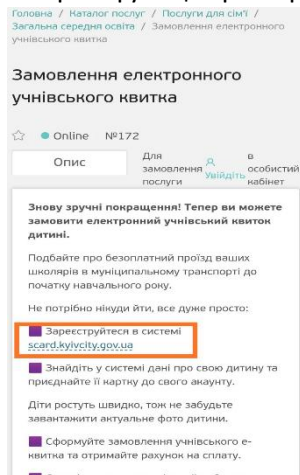 Головна / Каталог послуг / Послуги для сім'ї /
Загальна середня освіта / Замовлення електронного
учнівського квитка
Замовлення електронного
учнівського квитка
Online №172
Опис
Для
замовлення
послуги
Увійдіть
в
особистий
кабінет
Знову зручні покращення! Тепер ви можете
замовити електронний учнівський квиток
дитині.
Подбайте про безоплатний проїзд ваших
школярів в муніципальному транспорті до
початку навчального року.
Не потрібно нікуди йти, все дуже просто:
Зареєструйтеся в системі
scard.kyivcity.gov.ua
Знайдіть у системі дані про свою дитину та
приєднайте її картку до свого акаунту.
Діти ростуть швидко, тож не забудьте
завантажити актуальне фото дитини.
Сформуйте замовлення учнівського е-
квитка та отримайте рахунок на сплату.